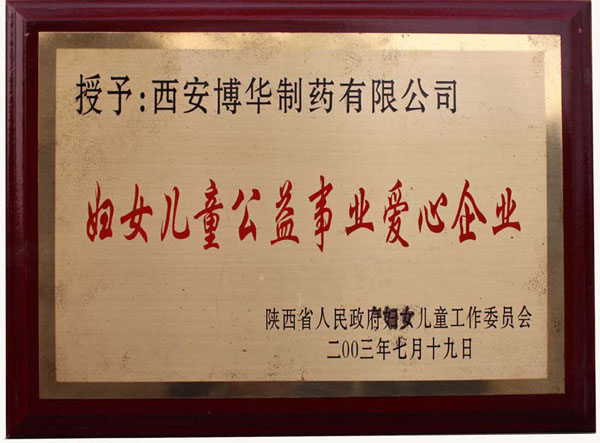 授予:西安博华制药有限公司
妇女儿童公益事业爱心企业
陕西省人民政府妇女儿童工作委员会
二00三年七月十九日